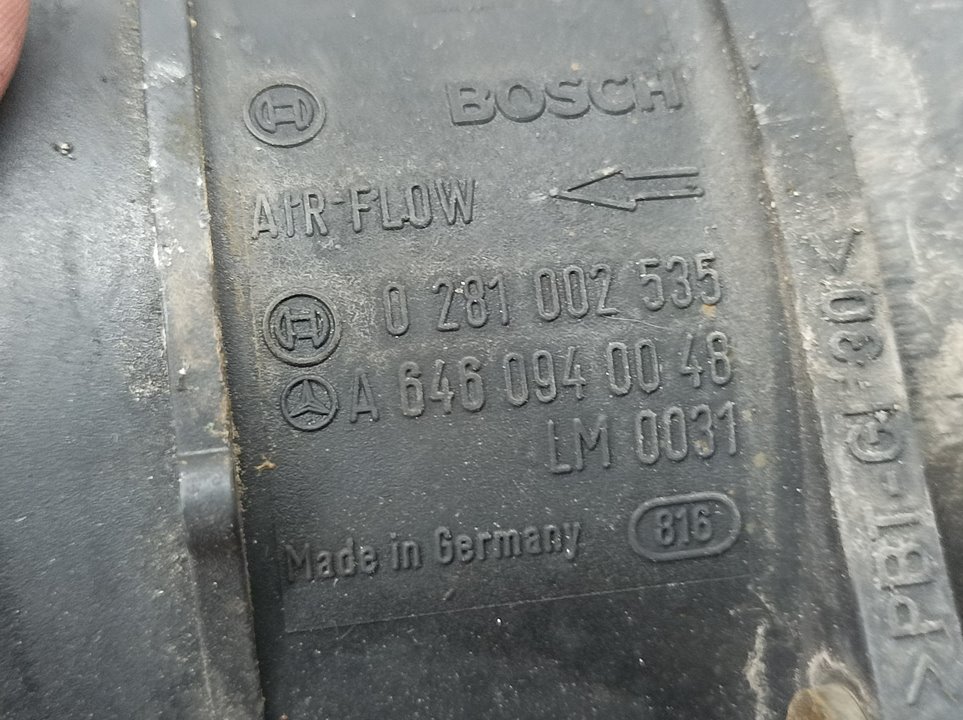 BOSCH
AIR-FLOW
0 281 002 535
A 646 094 00 48
LM 0031
Made in Germany 816
>PBT-GF30<